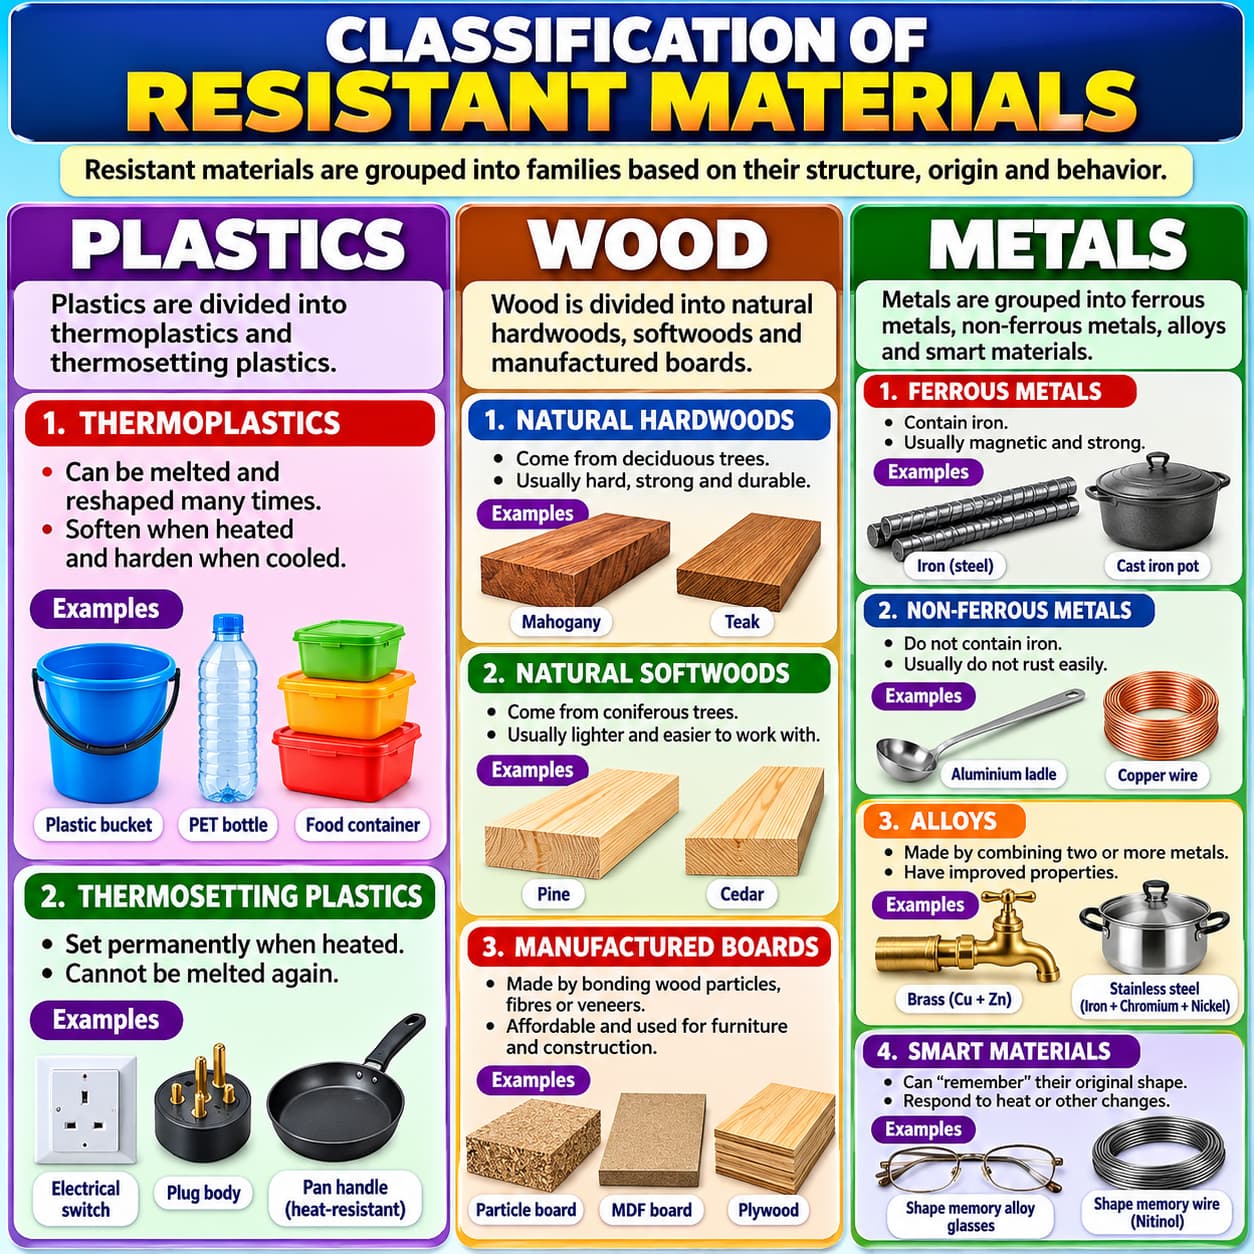 CLASSIFICATION OF
RESISTANT MATERIALS
Resistant materials are grouped into families based on their structure, origin and behavior.
PLASTICS
Plastics are divided into
thermoplastics and
thermosetting plastics.
1. THERMOPLASTICS
• Can be melted and
reshaped many times.
• Soften when heated
and harden when cooled.
Examples
Plastic bucket
PET bottle
Food container
2. THERMOSETTING PLASTICS
• Set permanently when heated.
• Cannot be melted again.
Examples
Electrical
switch
Plug body
Pan handle
(heat-resistant)
WOOD
Wood is divided into natural
hardwoods, softwoods and
manufactured boards.
1. NATURAL HARDWOODS
• Come from deciduous trees.
• Usually hard, strong and durable.
Examples
Mahogany
Teak
2. NATURAL SOFTWOODS
• Come from coniferous trees.
• Usually lighter and easier to work with.
Examples
Pine
Cedar
3. MANUFACTURED BOARDS
• Made by bonding wood particles,
fibres or veneers.
• Affordable and used for furniture
and construction.
Examples
Particle board
MDF board
Plywood
METALS
Metals are grouped into ferrous
metals, non-ferrous metals, alloys
and smart materials.
1. FERROUS METALS
• Contain iron.
• Usually magnetic and strong.
Examples
Iron (steel)
Cast iron pot
2. NON-FERROUS METALS
• Do not contain iron.
• Usually do not rust easily.
Examples
Aluminium ladle
Copper wire
3. ALLOYS
• Made by combining two or more metals.
• Have improved properties.
Examples
Brass (Cu + Zn)
Stainless steel
(Iron + Chromium + Nickel)
4. SMART MATERIALS
• Can “remember” their original shape.
• Respond to heat or other changes.
Examples
Shape memory alloy
glasses
Shape memory wire
(Nitinol)